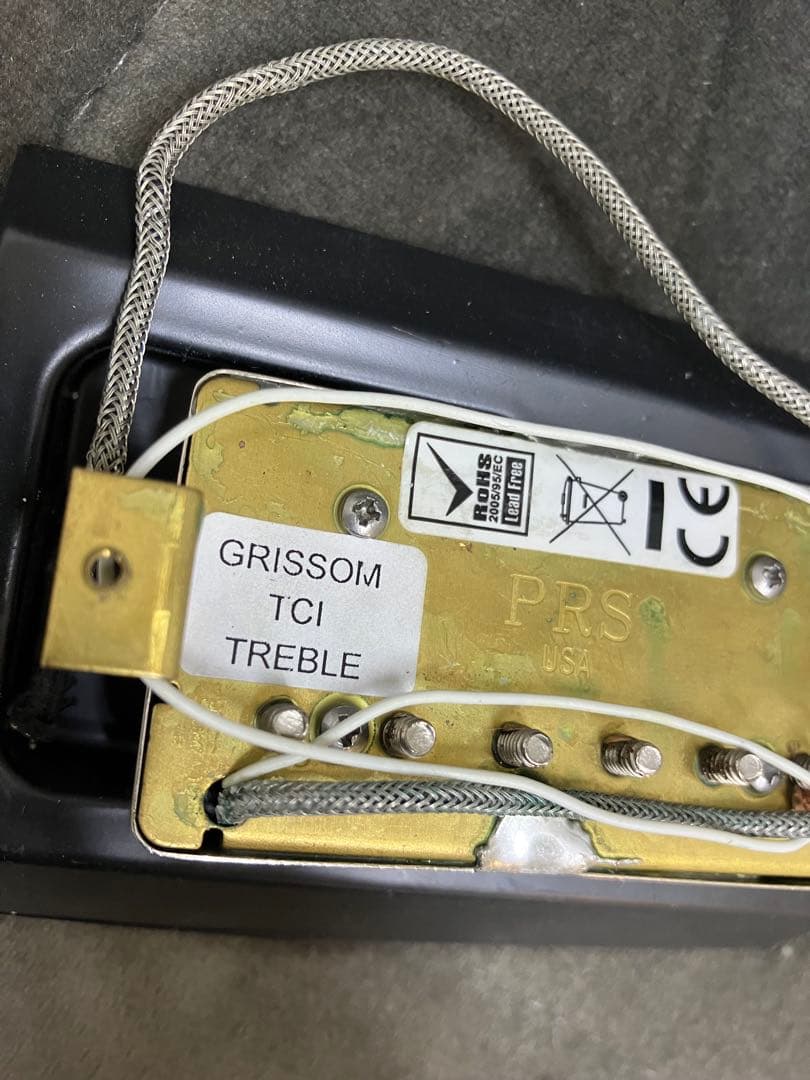 RoHS
2005/95/EC
Lead Free
CE
GRISSOM
TCI
TREBLE
PRS
USA